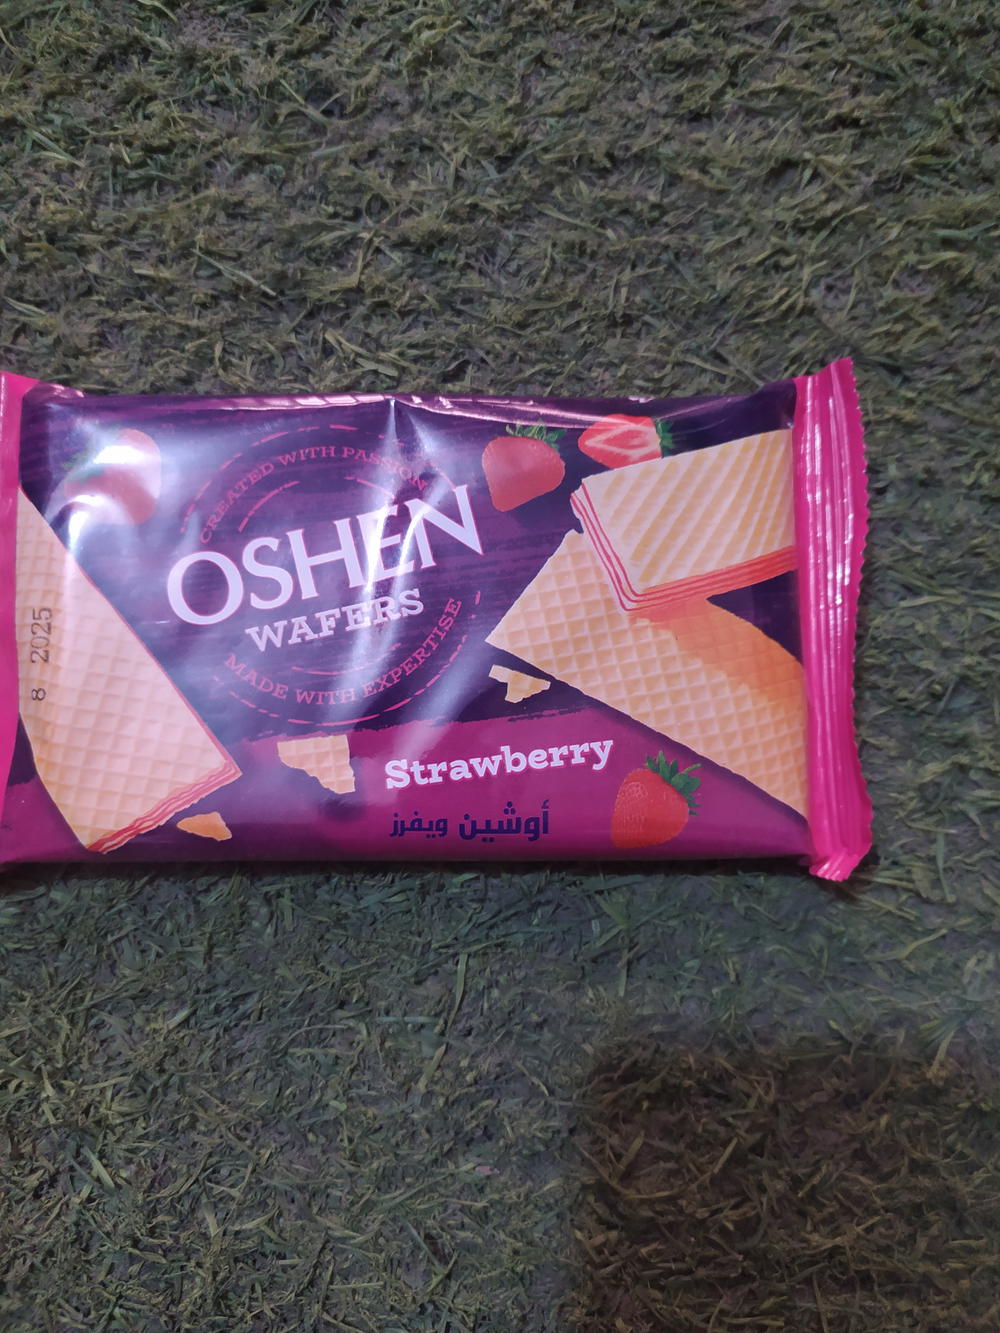 CREATED WITH PASSION
OSHEN
WAFERS
MADE WITH EXPERTISE
8 2025
Strawberry
أوشين ويفرز